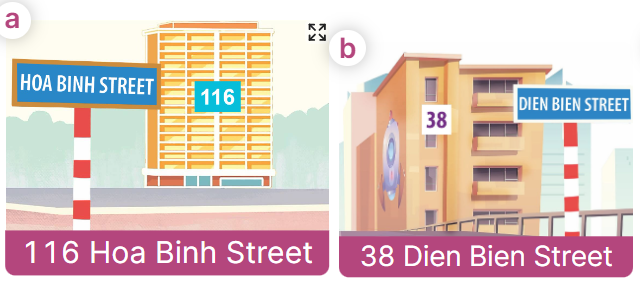 a
HOA BINH STREET
116
116 Hoa Binh Street
b
38
DIEN BIEN STREET
38 Dien Bien Street